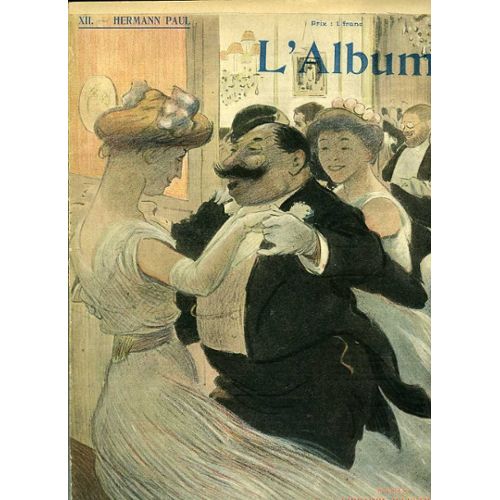 XII. — HERMANN PAUL
Prix : 1 franc
L'Album